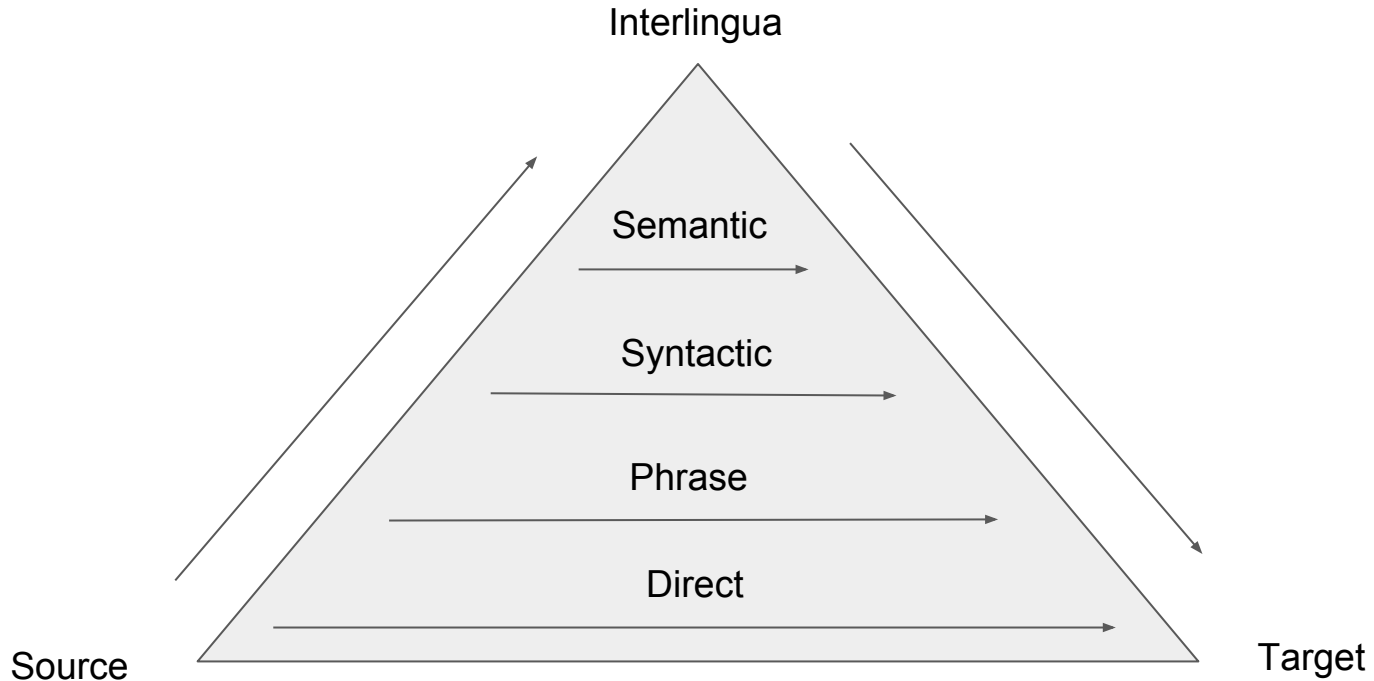 Interlingua
Semantic
Syntactic
Phrase
Direct
Source
Target